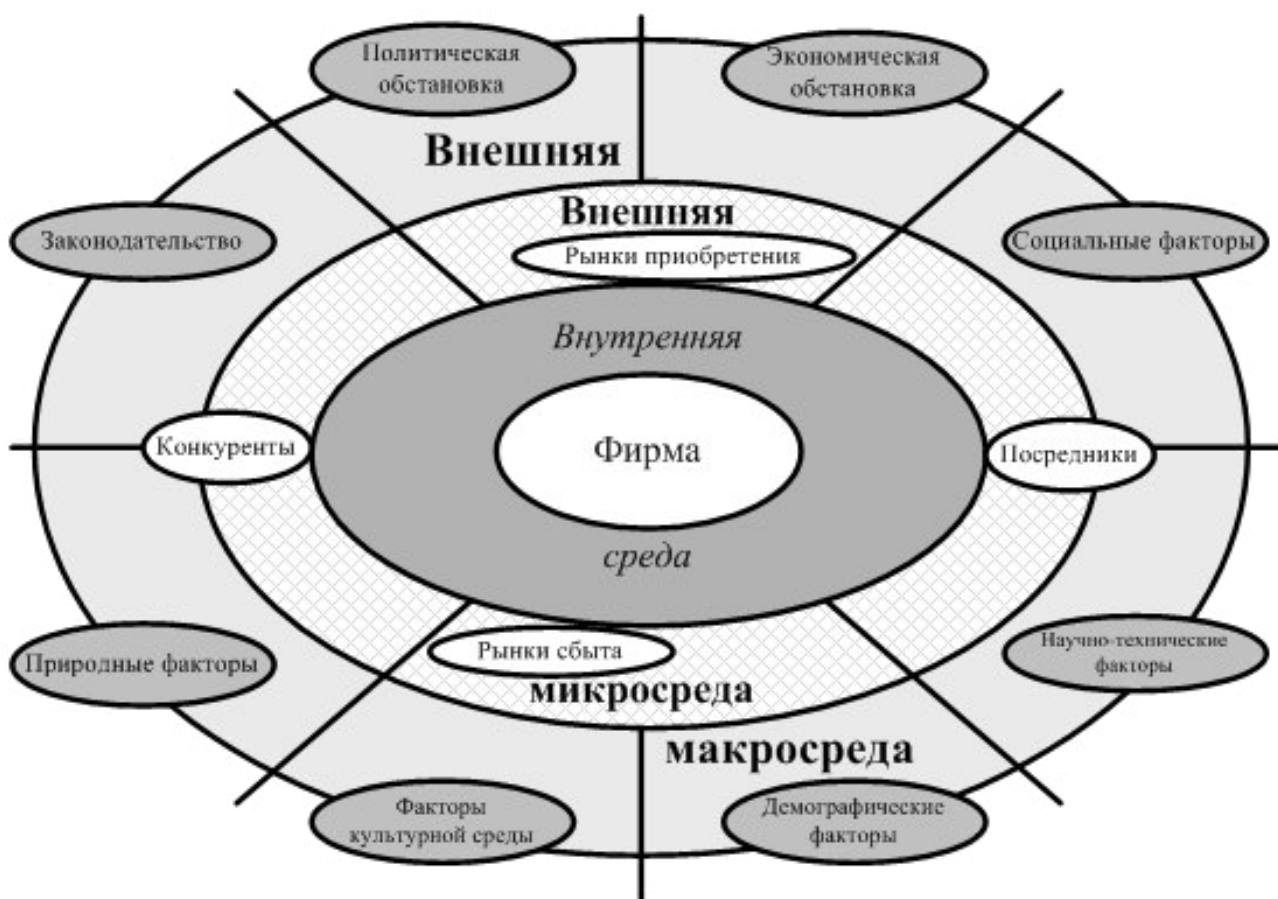 Политическая
обстановка
Экономическая
обстановка
Внешняя
Внешняя
Законодательство
Рынки приобретения
Социальные факторы
Внутренняя
Конкуренты
Фирма
Посредники
среда
Природные факторы
Рынки сбыта
Научно-технические
факторы
микросреда
макросреда
Факторы
культурной среды
Демографические
факторы